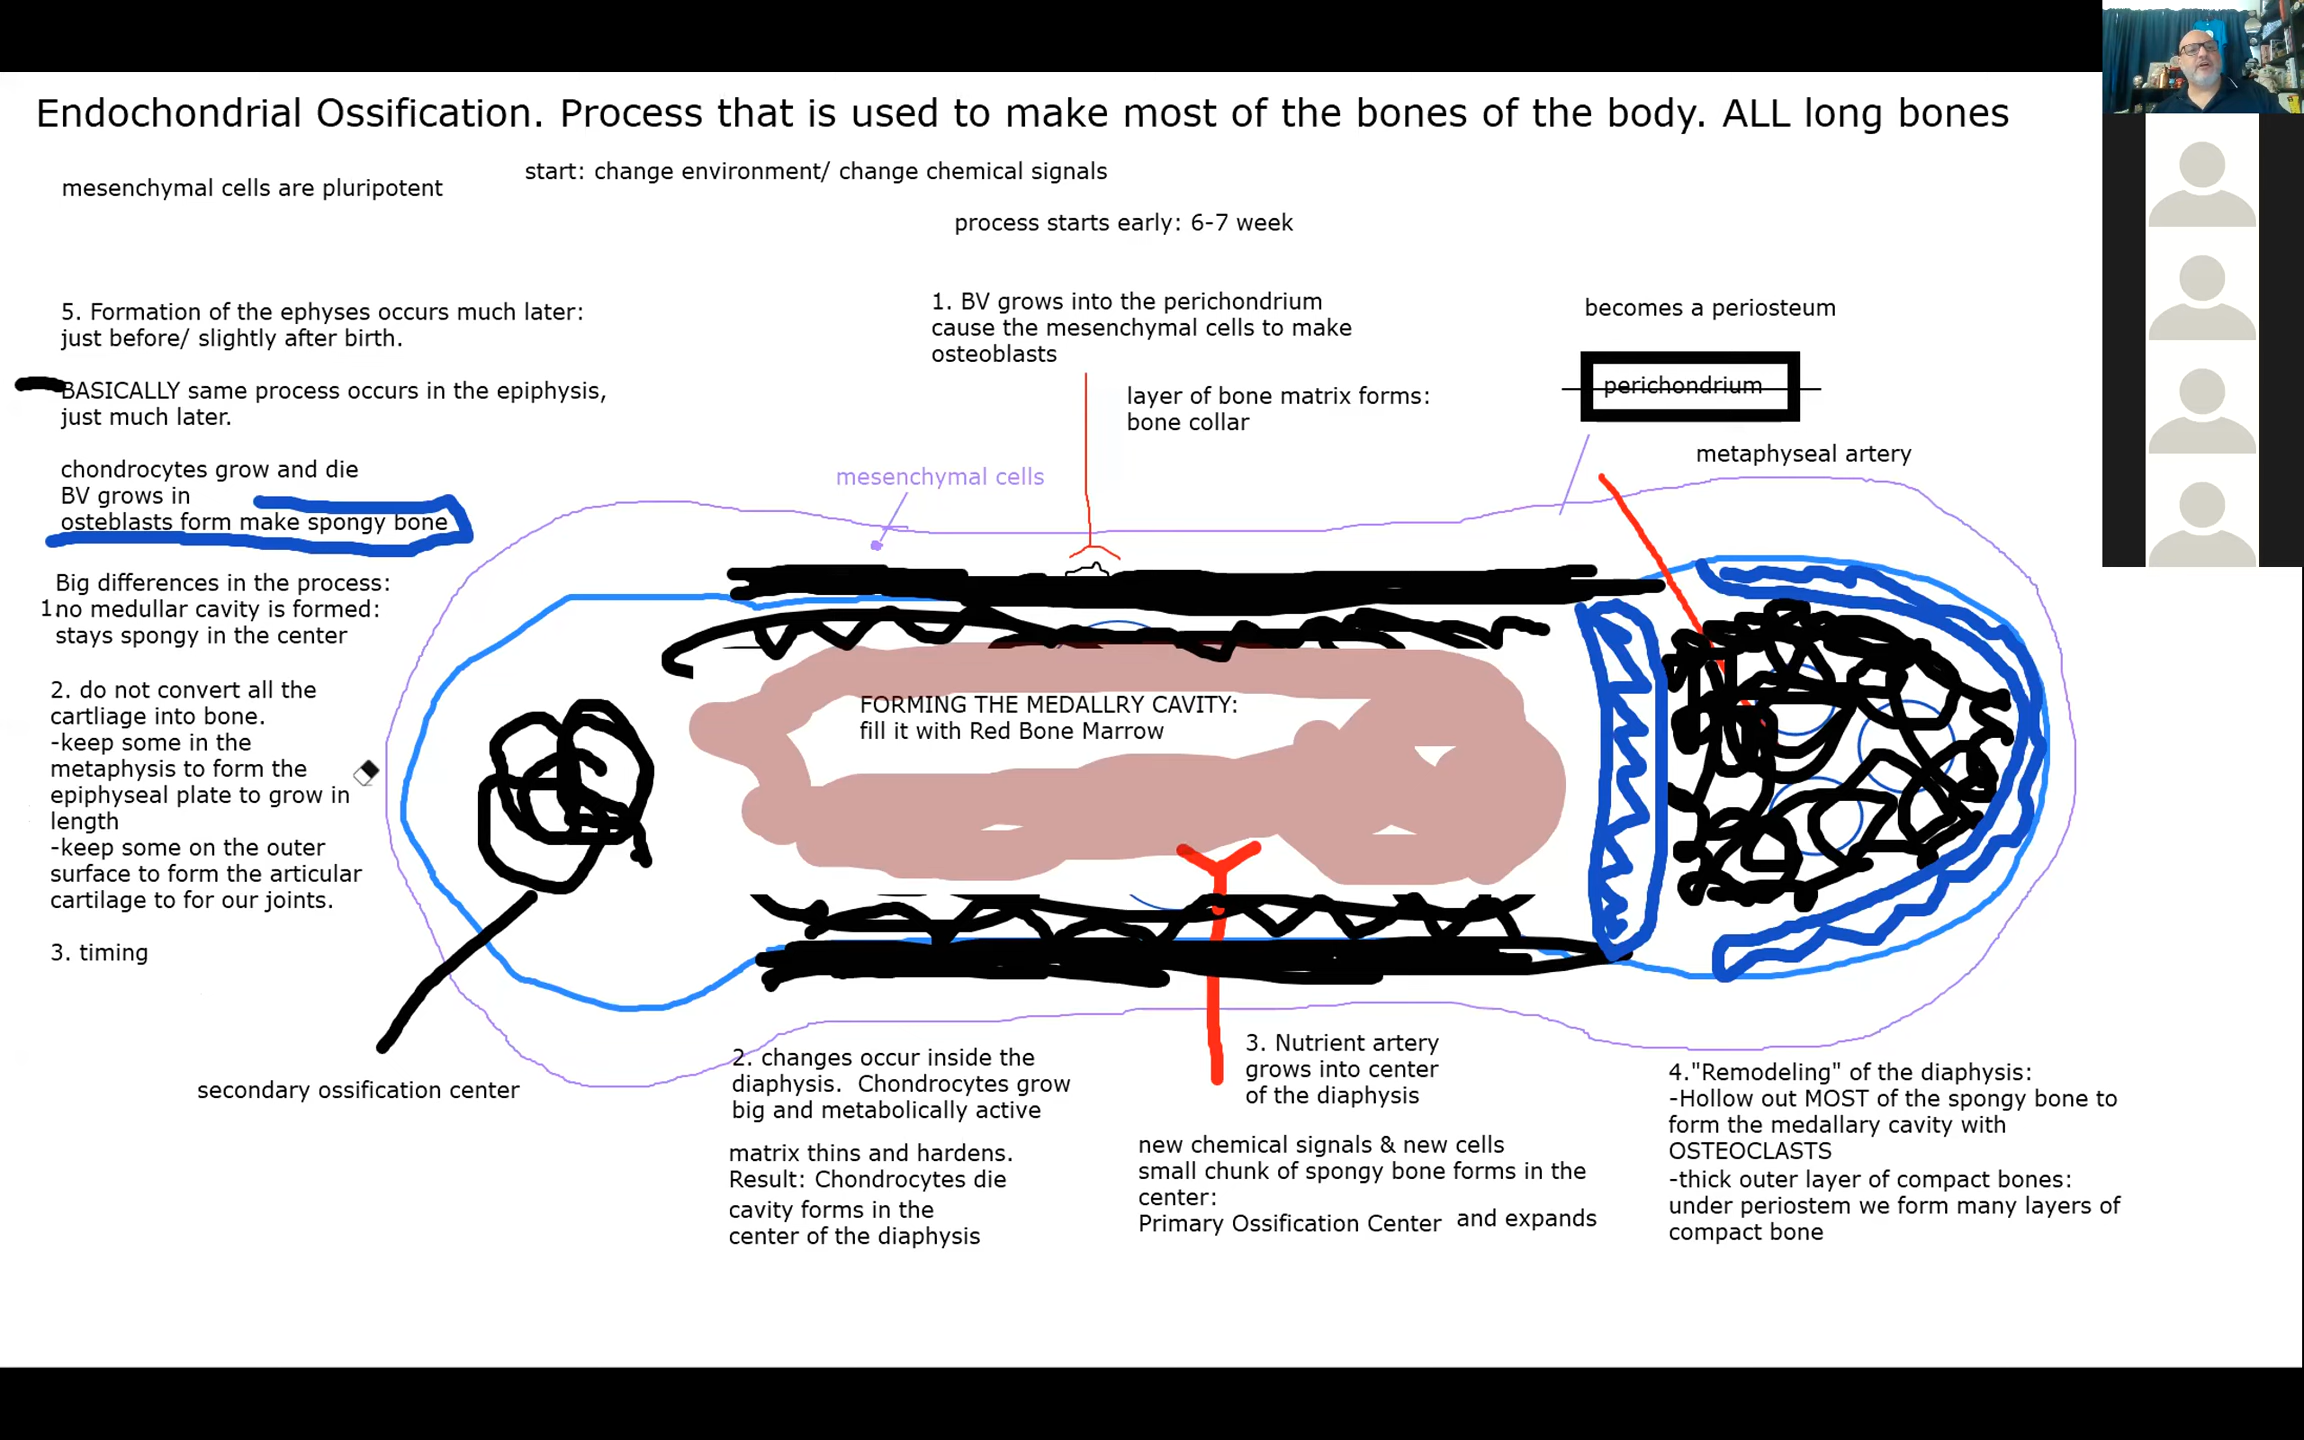 Endochondrial Ossification. Process that is used to make most of the bones of the body. ALL long bones
mesenchymal cells are pluripotent
start: change environment/ change chemical signals
process starts early: 6-7 week
5. Formation of the ephyses occurs much later:
just before/ slightly after birth.
BASICALLY same process occurs in the epiphysis,
just much later.
chondrocytes grow and die
BV grows in
osteblasts form make spongy bone
Big differences in the process:
1no medullar cavity is formed:
stays spongy in the center
2. do not convert all the
cartliage into bone.
-keep some in the
metaphysis to form the
epiphyseal plate to grow in
length
-keep some on the outer
surface to form the articular
cartilage to for our joints.
3. timing
secondary ossification center
1. BV grows into the perichondrium
cause the mesenchymal cells to make
osteoblasts
layer of bone matrix forms:
bone collar
mesenchymal cells
becomes a periosteum
perichondrium
metaphyseal artery
FORMING THE MEDALLRY CAVITY:
fill it with Red Bone Marrow
2. changes occur inside the
diaphysis. Chondrocytes grow
big and metabolically active
matrix thins and hardens.
Result: Chondrocytes die
cavity forms in the
center of the diaphysis
3. Nutrient artery
grows into center
of the diaphysis
new chemical signals & new cells
small chunk of spongy bone forms in the
center:
Primary Ossification Center and expands
4."Remodeling" of the diaphysis:
-Hollow out MOST of the spongy bone to
form the medallary cavity with
OSTEOCLASTS
-thick outer layer of compact bones:
under periostem we form many layers of
compact bone